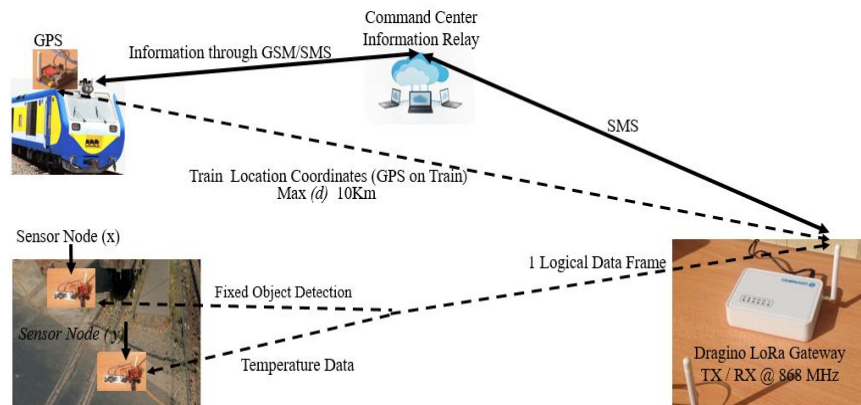 Command Center
Information Relay
GPS
Information through GSM/SMS
SMS
Train Location Coordinates (GPS on Train)
Max (d) 10Km
Sensor Node (x)
1 Logical Data Frame
Fixed Object Detection
Sensor Node (y)
Temperature Data
Dragino LoRa Gateway
TX / RX @ 868 MHz